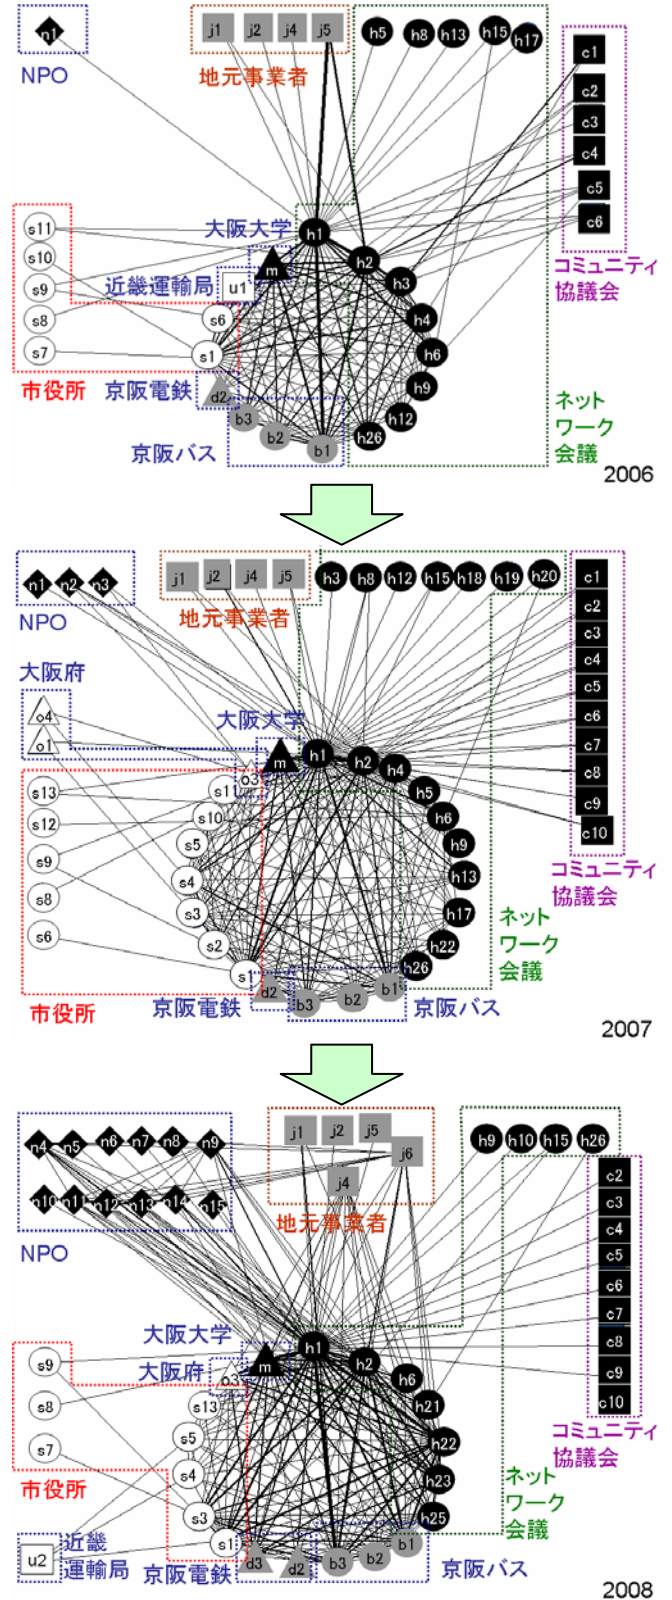 n1
j1 j2 j4 j5
h5 h8 h13 h15 h17
NPO
地元事業者
c1
c2
c3
c4
c5
c6
コミュニティ
協議会
s11
s10
s9
s8
s7
大阪大学
近畿運輸局
m
u1
s6
s1
市役所
京阪電鉄
d2
b3
b2
b1
京阪バス
h1
h2
h3
h4
h6
h9
h12
h26
ネット
ワーク
会議
2006
n1 n2 n3
j1 j2 j4 j5
h3 h8 h12 h15 h18 h19 h20
NPO
地元事業者
c1
c2
c3
c4
c5
c6
c7
c8
c9
c10
コミュニティ
協議会
大阪府
o4
o1
大阪大学
m
o3
s13
s12
s9
s8
s6
s11
s10
s5
s4
s3
s2
s1
市役所
京阪電鉄
d2
b3
b2
b1
京阪バス
h1
h2
h4
h5
h6
h9
h13
h17
h22
h26
ネット
ワーク
会議
2007
n4 n5 n6 n7 n8 n9
n10 n11 n12 n13 n14 n15
NPO
j1 j2 j5
j6
j4
地元事業者
h9 h10 h15 h26
c2
c3
c4
c5
c6
c7
c8
c9
c10
コミュニティ
協議会
大阪大学
m
大阪府
o3
s9
s8
s7
s13
s5
s4
s3
s1
市役所
u2
近畿
運輸局
京阪電鉄
d3
d2
b3
b2
b1
京阪バス
h1
h2
h6
h21
h22
h23
h25
ネット
ワーク
会議
2008